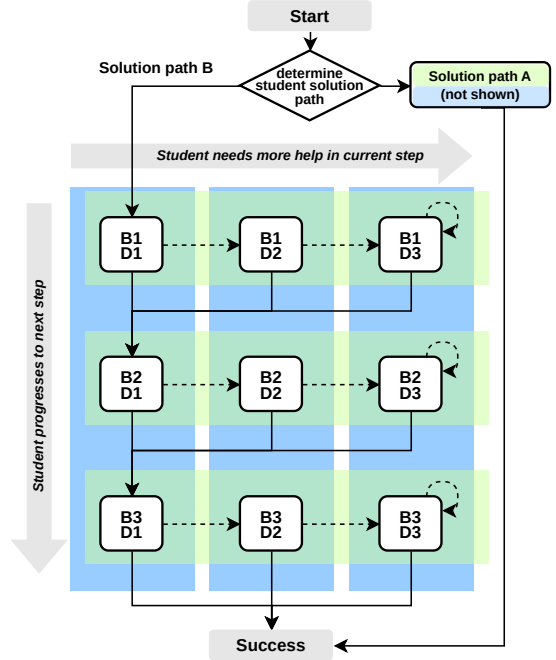 Start
determine
student solution
path
Solution path B
Solution path A
(not shown)
Student needs more help in current step
Student progresses to next step
B1
D1
B1
D2
B1
D3
B2
D1
B2
D2
B2
D3
B3
D1
B3
D2
B3
D3
Success